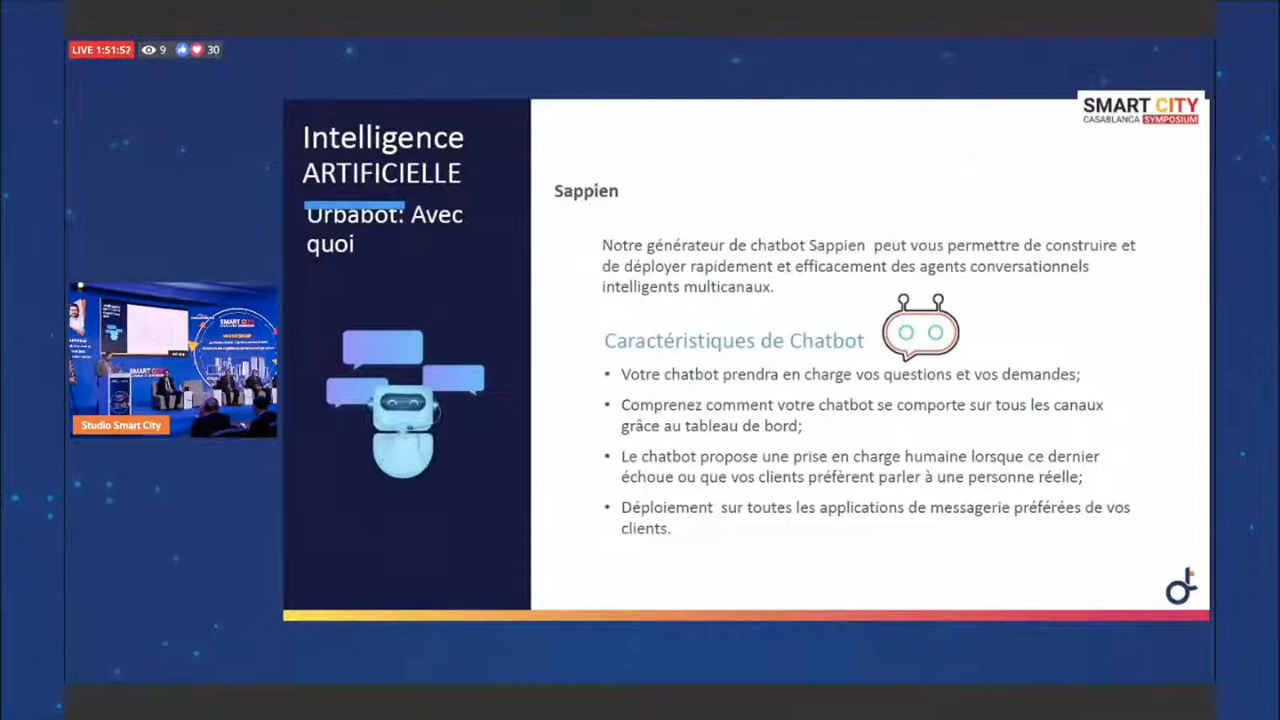 LIVE 1:51:57 9 30
SMART CITY
CASABLANCA SYMPOSIUM
Intelligence
ARTIFICIELLE
Urbabot: Avec
quoi
Sappien
Notre générateur de chatbot Sappien peut vous permettre de construire et
de déployer rapidement et efficacement des agents conversationnels
intelligents multicanaux.
Caractéristiques de Chatbot
• Votre chatbot prendra en charge vos questions et vos demandes;
• Comprenez comment votre chatbot se comporte sur tous les canaux
grâce au tableau de bord;
• Le chatbot propose une prise en charge humaine lorsque ce dernier
échoue ou que vos clients préfèrent parler à une personne réelle;
• Déploiement sur toutes les applications de messagerie préférées de vos
clients.
SMART CITY
WORKSHOP
SMART CITY
Studio Smart City